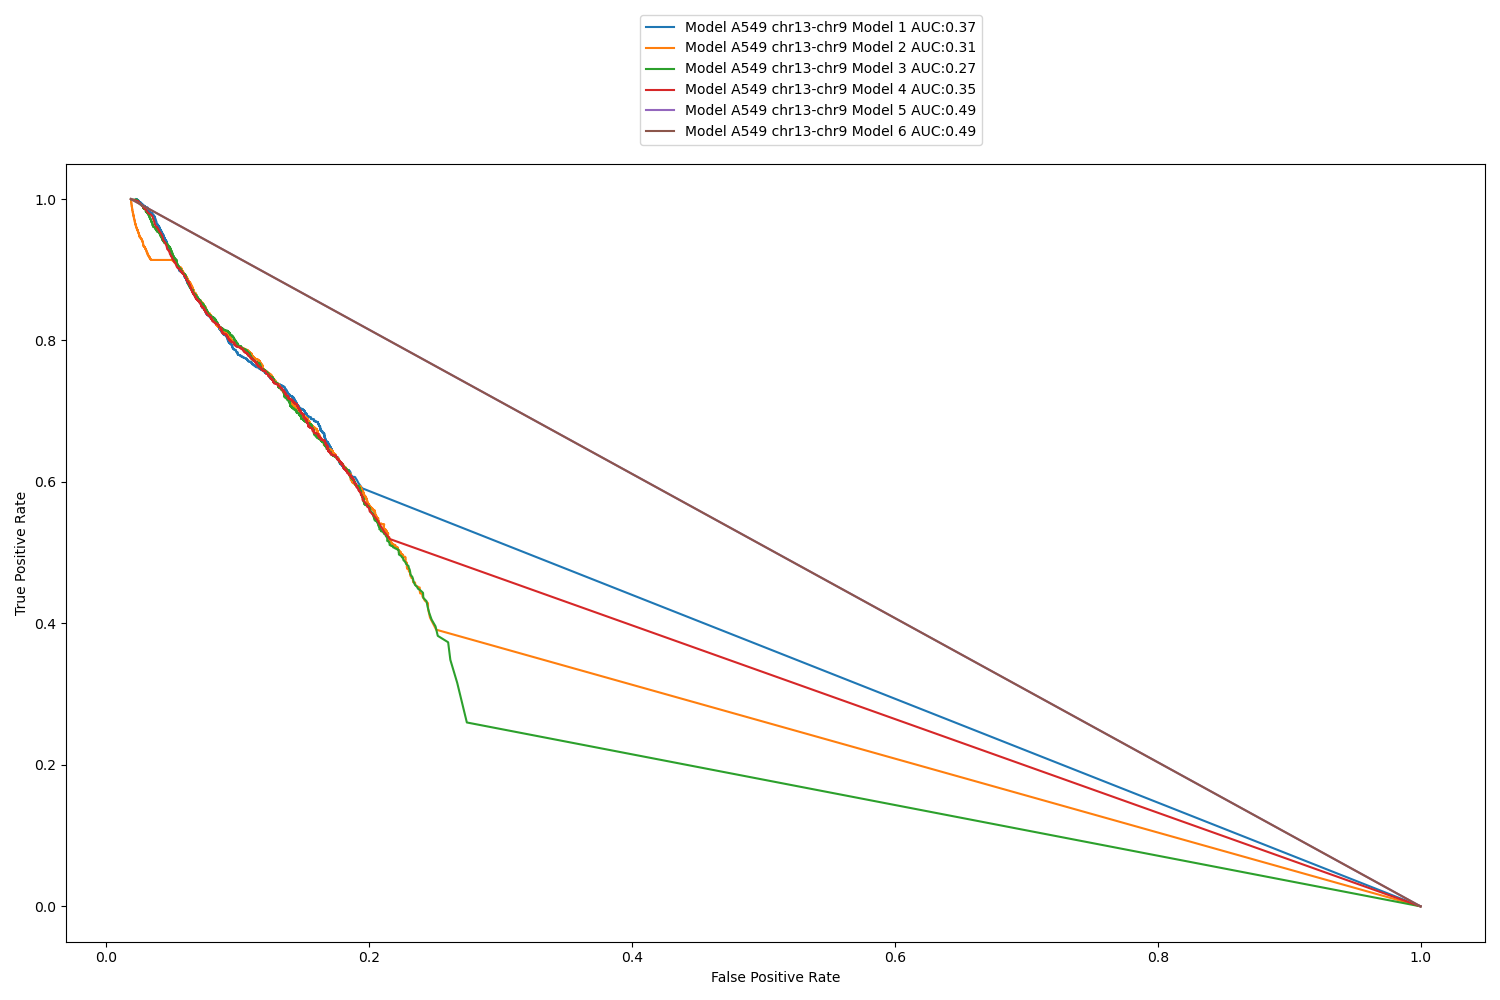 Model A549 chr13-chr9 Model 1 AUC:0.37
Model A549 chr13-chr9 Model 2 AUC:0.31
Model A549 chr13-chr9 Model 3 AUC:0.27
Model A549 chr13-chr9 Model 4 AUC:0.35
Model A549 chr13-chr9 Model 5 AUC:0.49
Model A549 chr13-chr9 Model 6 AUC:0.49
1.0
0.8
0.6
0.4
0.2
0.0
True Positive Rate
0.0 0.2 0.4 0.6 0.8 1.0
False Positive Rate